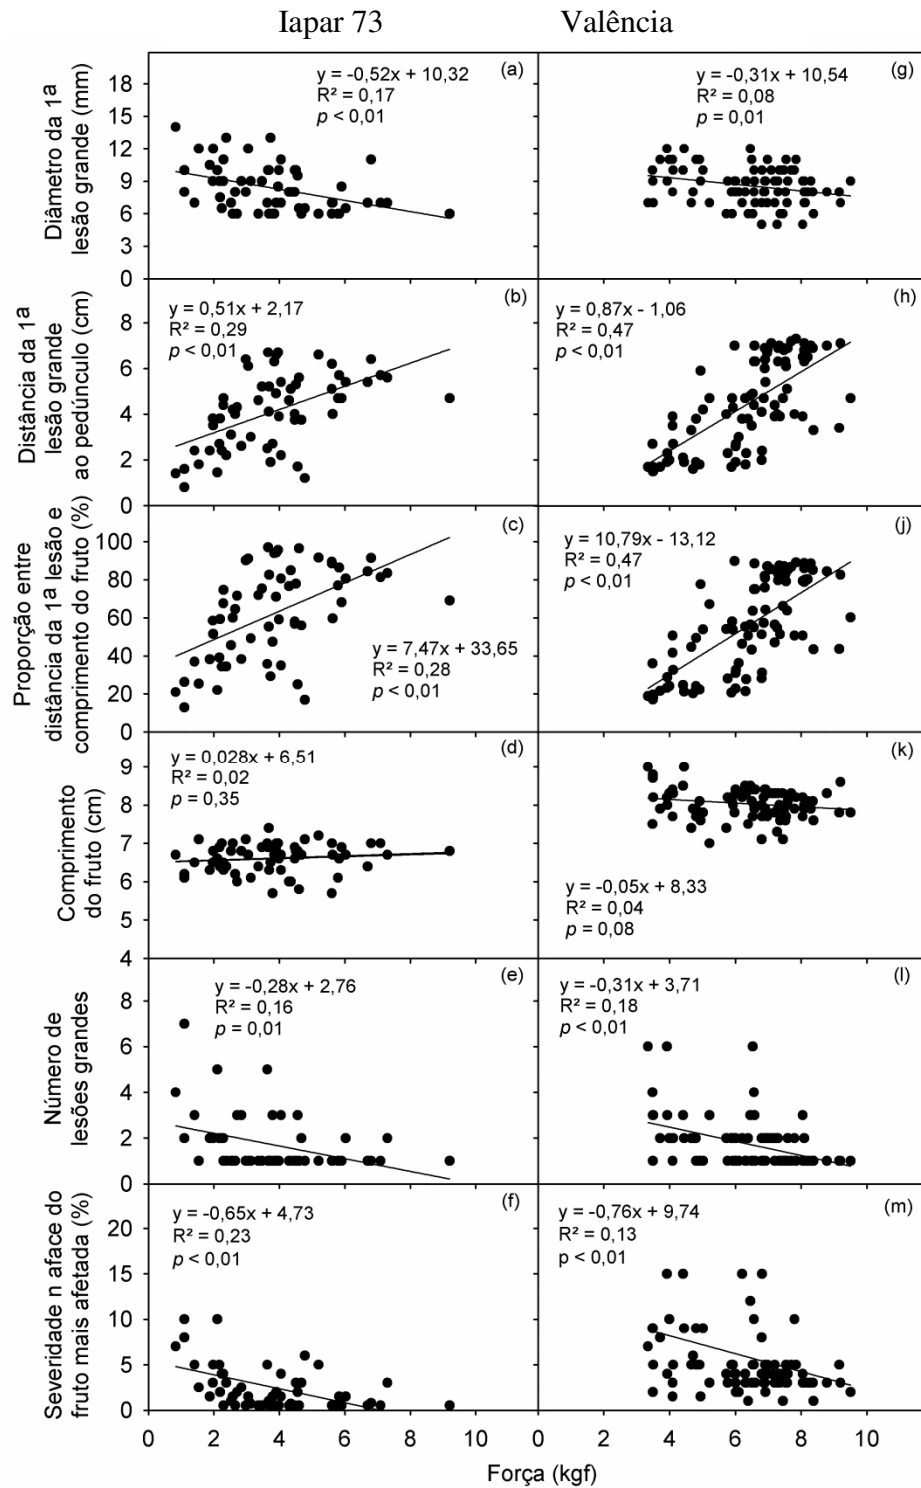 Iapar 73 Valência
Diâmetro da 1ª
lesão grande (mm)
18
15
12
9
6
3
0
y = -0,52x + 10,32
R² = 0,17
p < 0,01
(a)
y = -0,31x + 10,54
R² = 0,08
p = 0,01
(g)
Distância da 1ª
lesão grande
ao pedúnculo (cm)
8
6
4
2
0
y = 0,51x + 2,17
R² = 0,29
p < 0,01
(b)
y = 0,87x - 1,06
R² = 0,47
p < 0,01
(h)
Proporção entre
distância da 1ª lesão e
comprimento do fruto (%)
100
80
60
40
20
0
(c)
y = 7,47x + 33,65
R² = 0,28
p < 0,01
y = 10,79x - 13,12
R² = 0,47
p < 0,01
(j)
Comprimento
do fruto (cm)
9
8
7
6
5
4
y = 0,028x + 6,51
R² = 0,02
p = 0,35
(d)
(k)
y = -0,05x + 8,33
R² = 0,04
p = 0,08
Número de
lesões grandes
8
6
4
2
0
y = -0,28x + 2,76
R² = 0,16
p = 0,01
(e)
y = -0,31x + 3,71
R² = 0,18
p < 0,01
(l)
Severidade n aface do
fruto mais afetada (%)
20
15
10
5
0
y = -0,65x + 4,73
R² = 0,23
p < 0,01
(f)
y = -0,76x + 9,74
R² = 0,13
p < 0,01
(m)
0 2 4 6 8 10 0 2 4 6 8 10
Força (kgf)